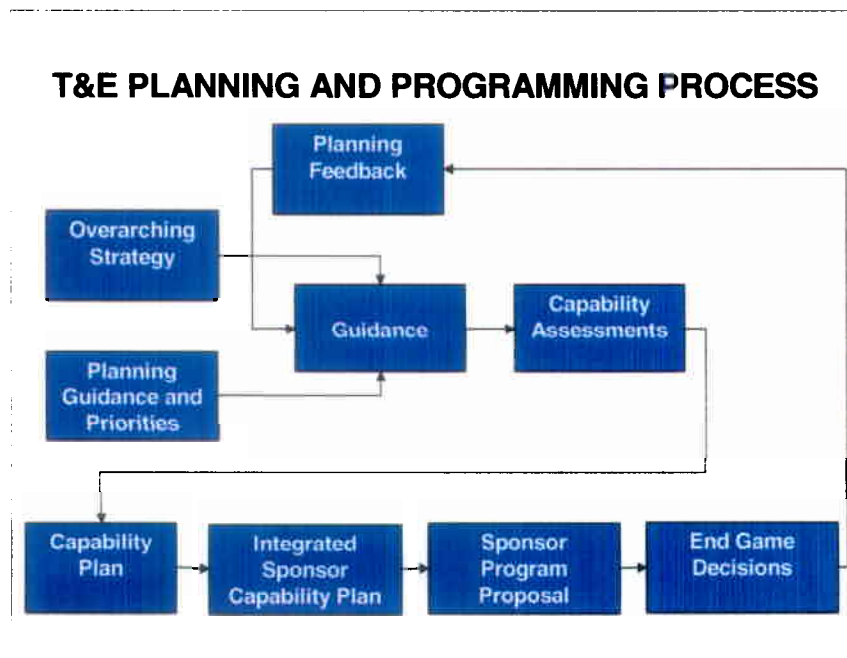 T&E PLANNING AND PROGRAMMING PROCESS
Planning
Feedback
Overarching
Strategy
Guidance
Capability
Assessments
Planning
Guidance and
Priorities
Capability
Plan
Integrated
Sponsor
Capability Plan
Sponsor
Program
Proposal
End Game
Decisions